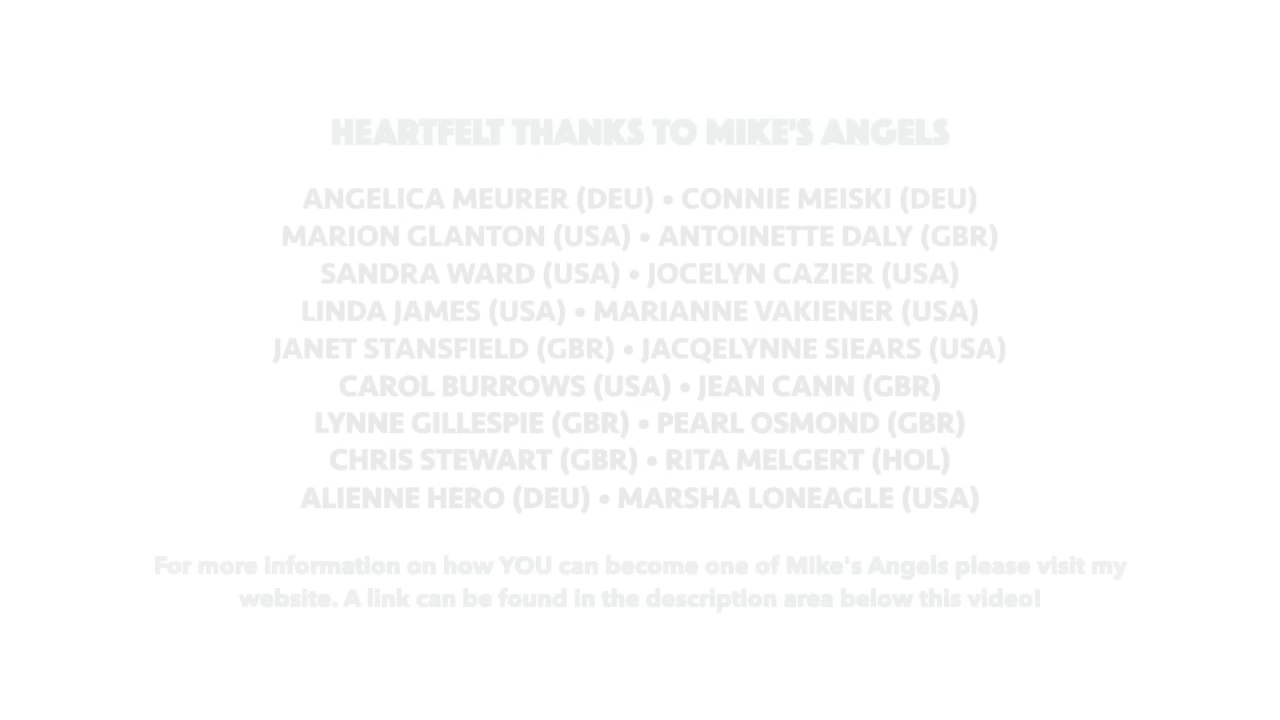 HEARTFELT THANKS TO MIKE'S ANGELS
ANGELICA MEURER (DEU) • CONNIE MEISKI (DEU)
MARION GLANTON (USA) • ANTOINETTE DALY (GBR)
SANDRA WARD (USA) • JOCELYN CAZIER (USA)
LINDA JAMES (USA) • MARIANNE VAKIENER (USA)
JANET STANSFIELD (GBR) • JACQELYNNE SIEARS (USA)
CAROL BURROWS (USA) • JEAN CANN (GBR)
LYNNE GILLESPIE (GBR) • PEARL OSMOND (GBR)
CHRIS STEWART (GBR) • RITA MELGERT (HOL)
ALIENNE HERO (DEU) • MARSHA LONEAGLE (USA)
For more information on how YOU can become one of Mike's Angels please visit my
website. A link can be found in the description area below this video!